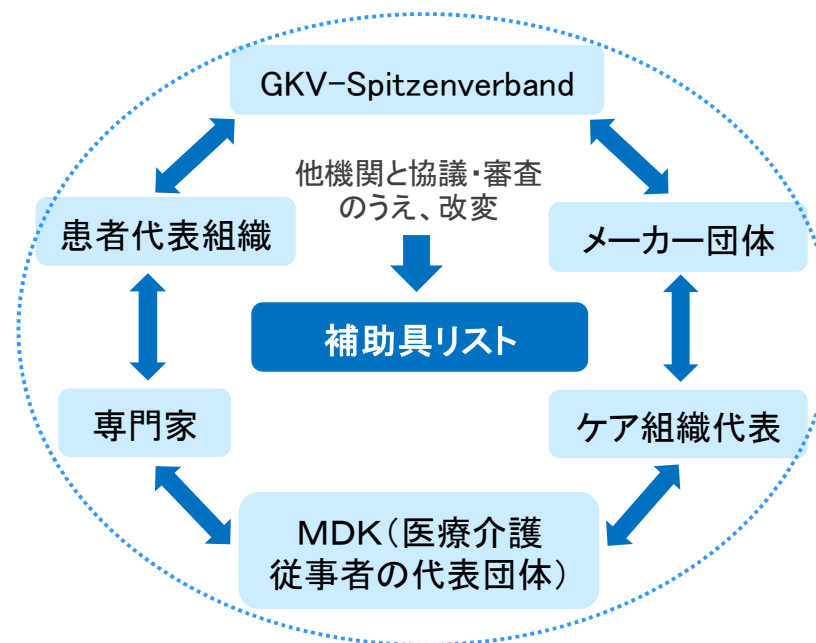 GKV-Spitzenverband
他機関と協議・審査
のうえ、改変
患者代表組織
メーカー団体
補助具リスト
専門家
ケア組織代表
MDK(医療介護
従事者の代表団体)